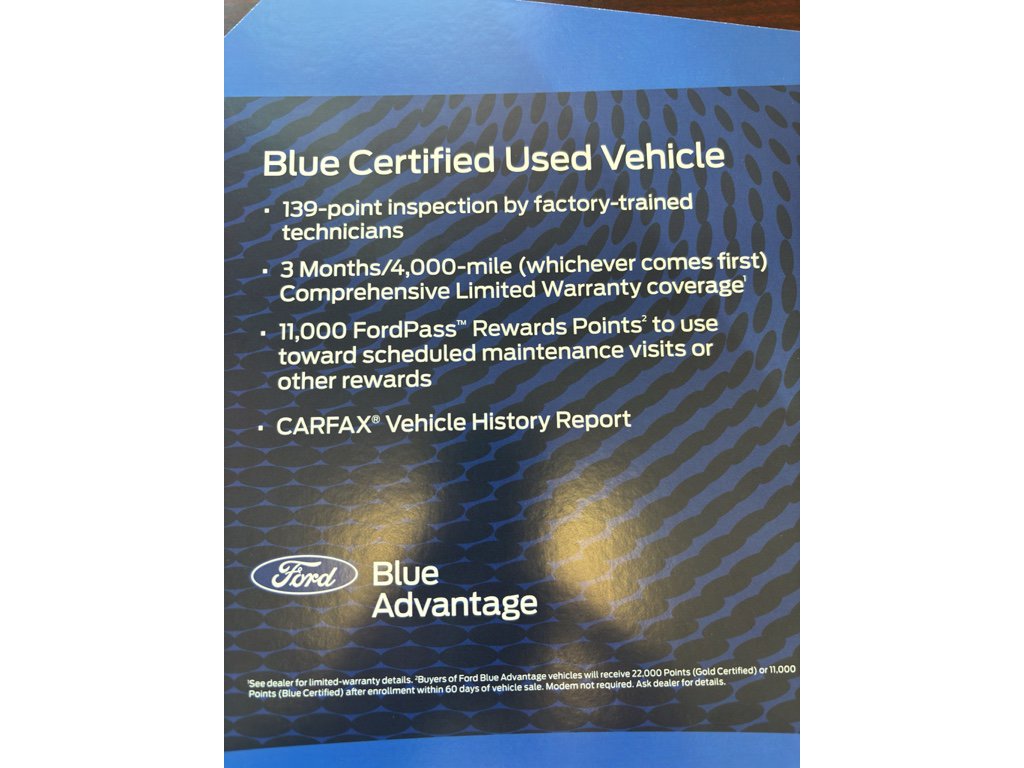 Blue Certified Used Vehicle
· 139-point inspection by factory-trained
technicians
· 3 Months/4,000-mile (whichever comes first)
Comprehensive Limited Warranty coverage¹
· 11,000 FordPass™ Rewards Points² to use
toward scheduled maintenance visits or
other rewards
· CARFAX® Vehicle History Report
Ford
Blue
Advantage
¹See dealer for limited-warranty details. ²Buyers of Ford Blue Advantage vehicles will receive 22,000 Points (Gold Certified) or 11,000
Points (Blue Certified) after enrollment within 60 days of vehicle sale. Modem not required. Ask dealer for details.